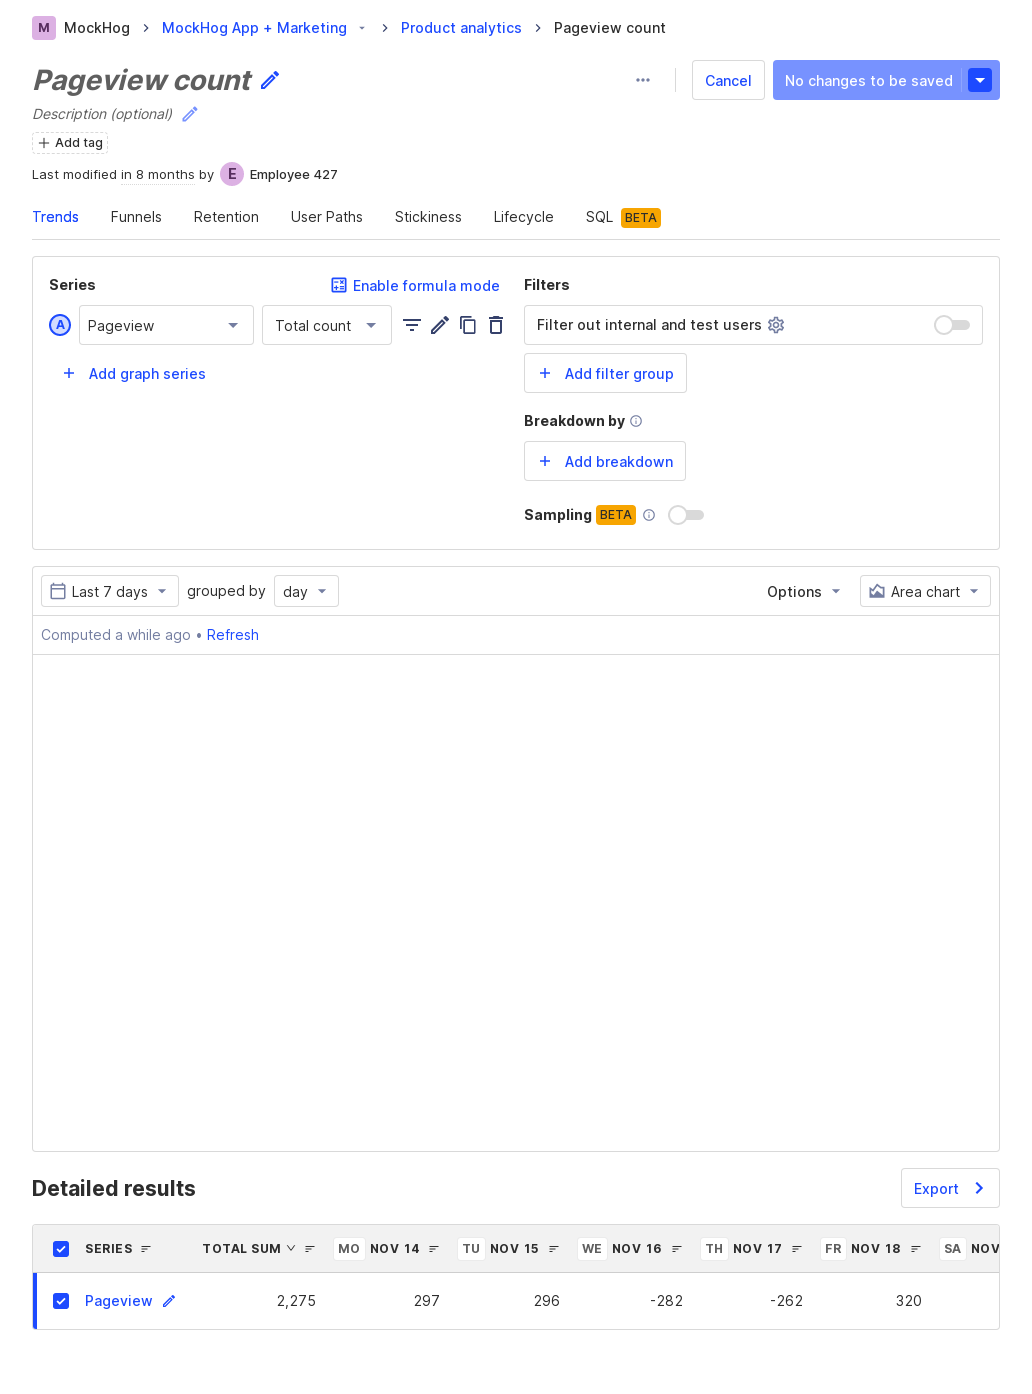 M MockHog > MockHog App + Marketing > Product analytics > Pageview count
Pageview count
Cancel
No changes to be saved
Description (optional)
Add tag
Last modified in 8 months by E Employee 427
Trends Funnels Retention User Paths Stickiness Lifecycle SQL BETA
Series
Enable formula mode
A Pageview Total count
+ Add graph series
Filters
Filter out internal and test users
+ Add filter group
Breakdown by
+ Add breakdown
Sampling BETA
Last 7 days grouped by day
Options Area chart
Computed a while ago • Refresh
Detailed results
Export
SERIES TOTAL SUM MO NOV 14 TU NOV 15 WE NOV 16 TH NOV 17 FR NOV 18 SA NOV
Pageview 2,275 297 296 -282 -262 320